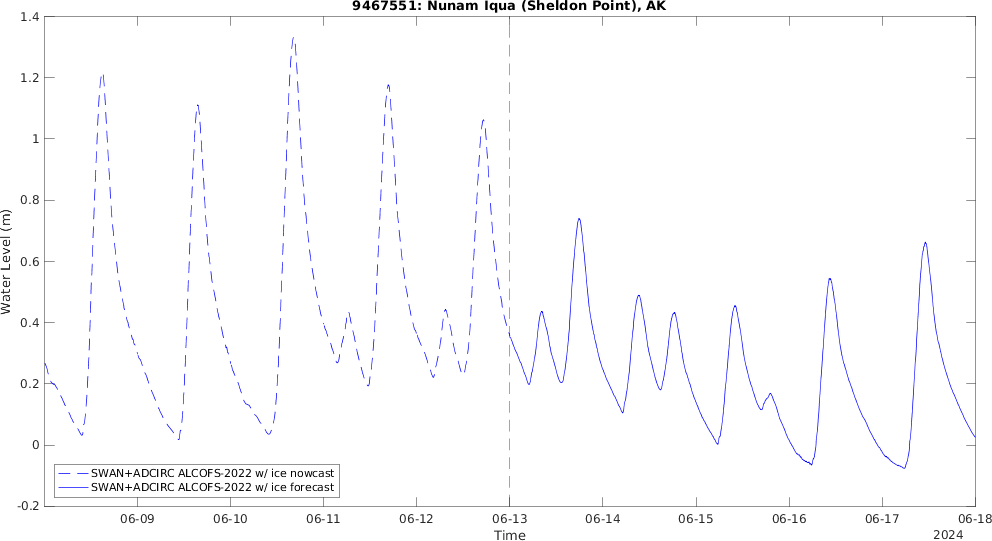 9467551: Nunam Iqua (Sheldon Point), AK
Water Level (m)
1.4
1.2
1
0.8
0.6
0.4
0.2
0
-0.2
SWAN+ADCIRC ALCOFS-2022 w/ ice nowcast
SWAN+ADCIRC ALCOFS-2022 w/ ice forecast
06-09 06-10 06-11 06-12 06-13 06-14 06-15 06-16 06-17 06-18
Time
2024